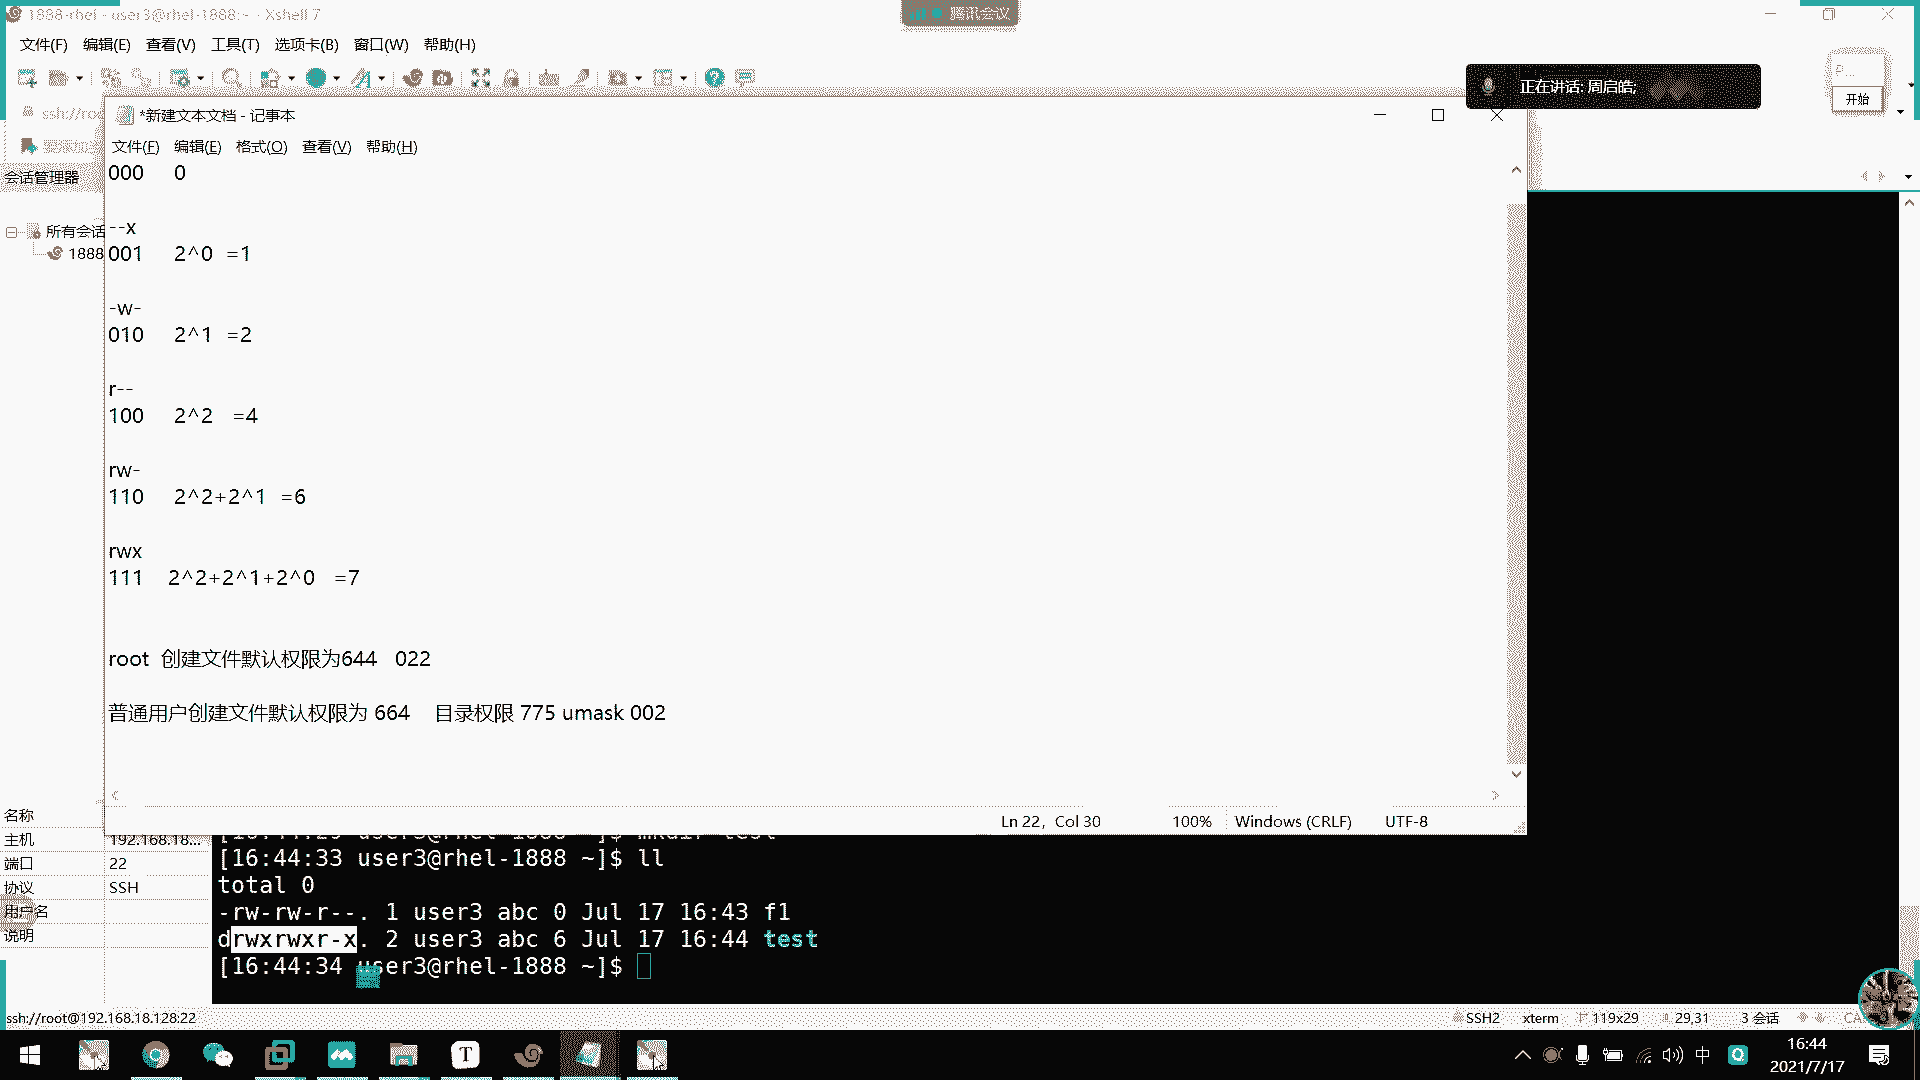 1888-rhel - user3@rhel-1888:~ - Xshell 7
腾讯会议
文件(F) 编辑(E) 查看(V) 工具(T) 选项卡(B) 窗口(W) 帮助(H)
正在讲话: 周启皓;
开始
ssh://roo
*新建文本文档 - 记事本
文件(F) 编辑(E) 格式(O) 查看(V) 帮助(H)
会话管理器
所有会话
1888
000 0
--x
001 2^0 =1
-w-
010 2^1 =2
r--
100 2^2 =4
rw-
110 2^2+2^1 =6
rwx
111 2^2+2^1+2^0 =7
root 创建文件默认权限为644 022
普通用户创建文件默认权限为 664 目录权限 775 umask 002
Ln 22, Col 30 100% Windows (CRLF) UTF-8
名称
主机 192.168.18...
端口 22
协议 SSH
用户名
说明
[16:44:29 user3@rhel-1888 ~]$ mkdir test
[16:44:33 user3@rhel-1888 ~]$ ll
total 0
-rw-rw-r--. 1 user3 abc 0 Jul 17 16:43 f1
drwxrwxr-x. 2 user3 abc 6 Jul 17 16:44 test
[16:44:34 user3@rhel-1888 ~]$
ssh://root@192.168.18.128:22
SSH2 xterm 119x29 29,31 3 会话
中
16:44
2021/7/17